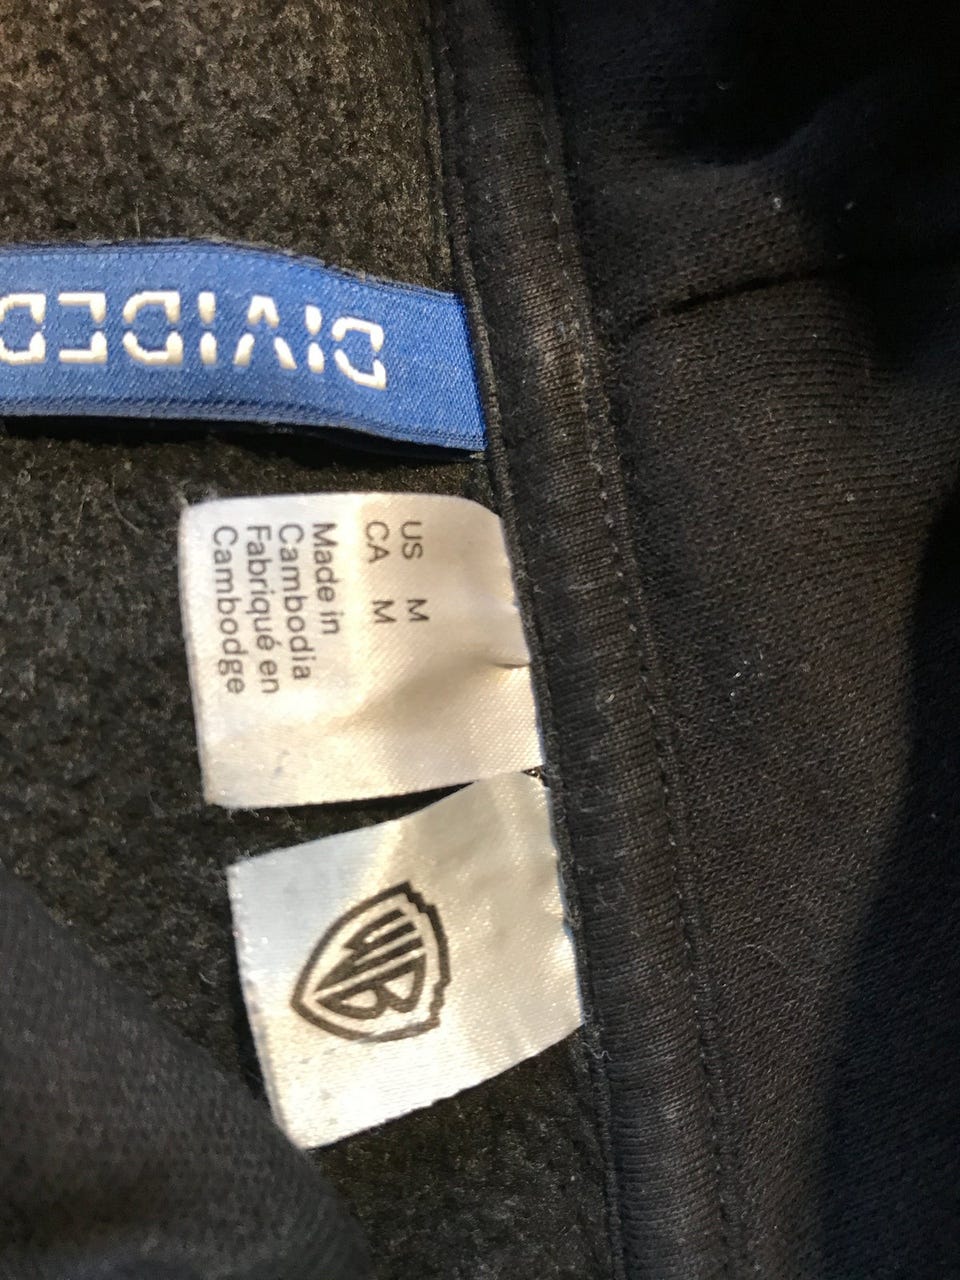 DIVIDED
US M
CA M
Made in
Cambodia
Fabriqué en
Cambodge
WB